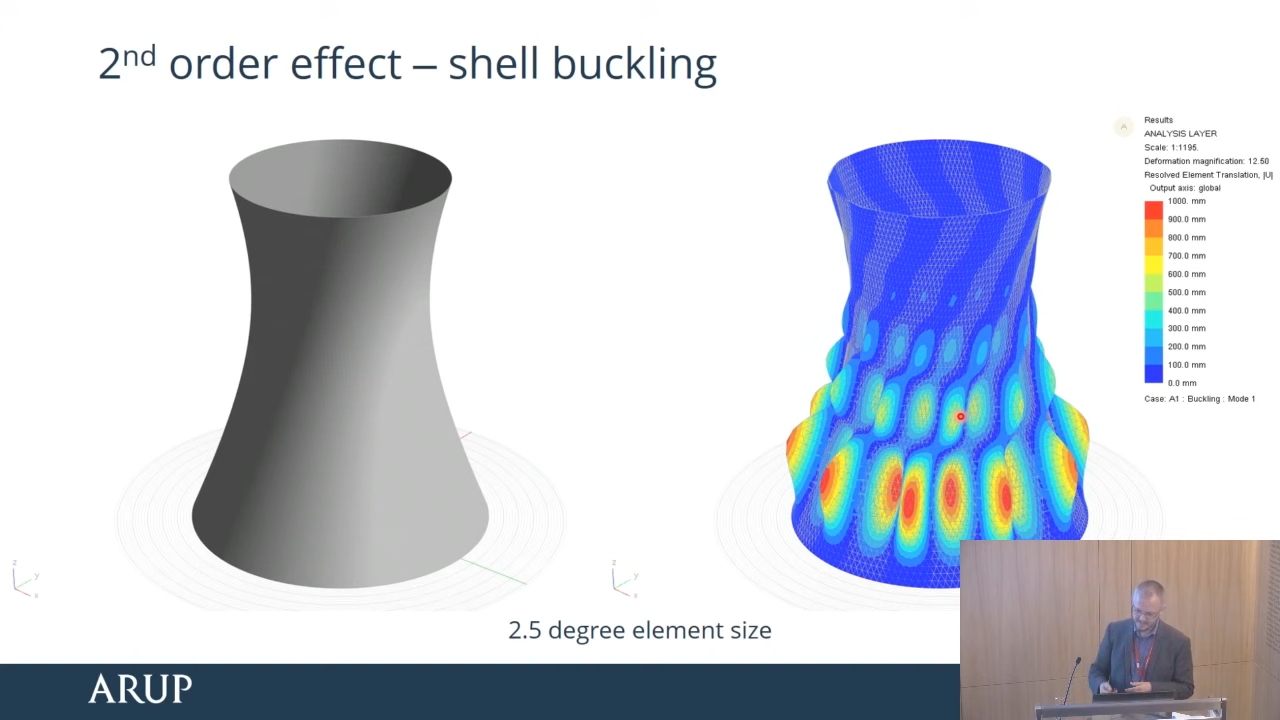 2nd order effect – shell buckling
Results
ANALYSIS LAYER
Scale: 1:1195.
Deformation magnification: 12.50
Resolved Element Translation, |U|
Output axis: global
1000. mm
900.0 mm
800.0 mm
700.0 mm
600.0 mm
500.0 mm
400.0 mm
300.0 mm
200.0 mm
100.0 mm
0.0 mm
Case: A1 : Buckling : Mode 1
z
y
x
z
y
x
2.5 degree element size
ARUP